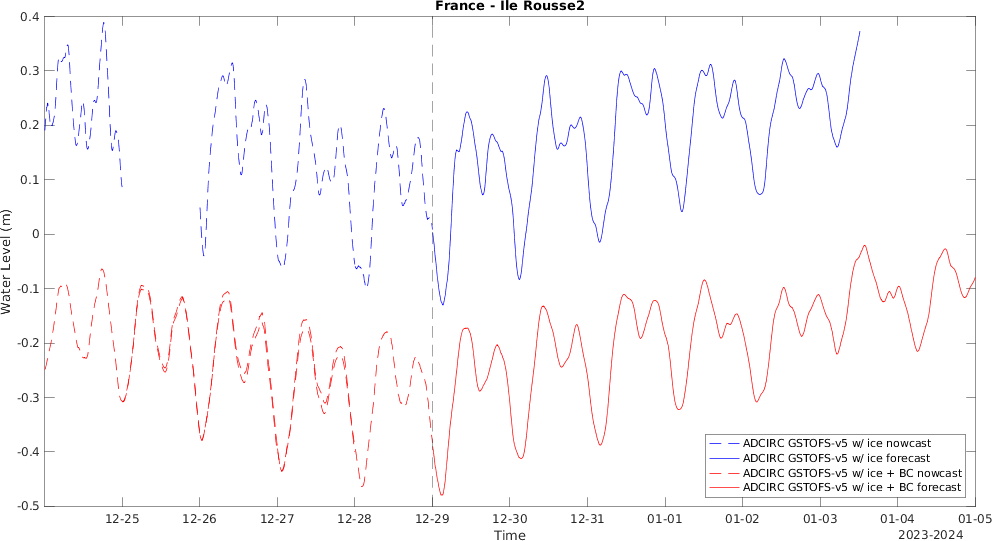 France - Ile Rousse2
0.4
0.3
0.2
0.1
0
-0.1
-0.2
-0.3
-0.4
-0.5
Water Level (m)
ADCIRC GSTOFS-v5 w/ ice nowcast
ADCIRC GSTOFS-v5 w/ ice forecast
ADCIRC GSTOFS-v5 w/ ice + BC nowcast
ADCIRC GSTOFS-v5 w/ ice + BC forecast
12-25 12-26 12-27 12-28 12-29 12-30 12-31 01-01 01-02 01-03 01-04 01-05
Time
2023-2024